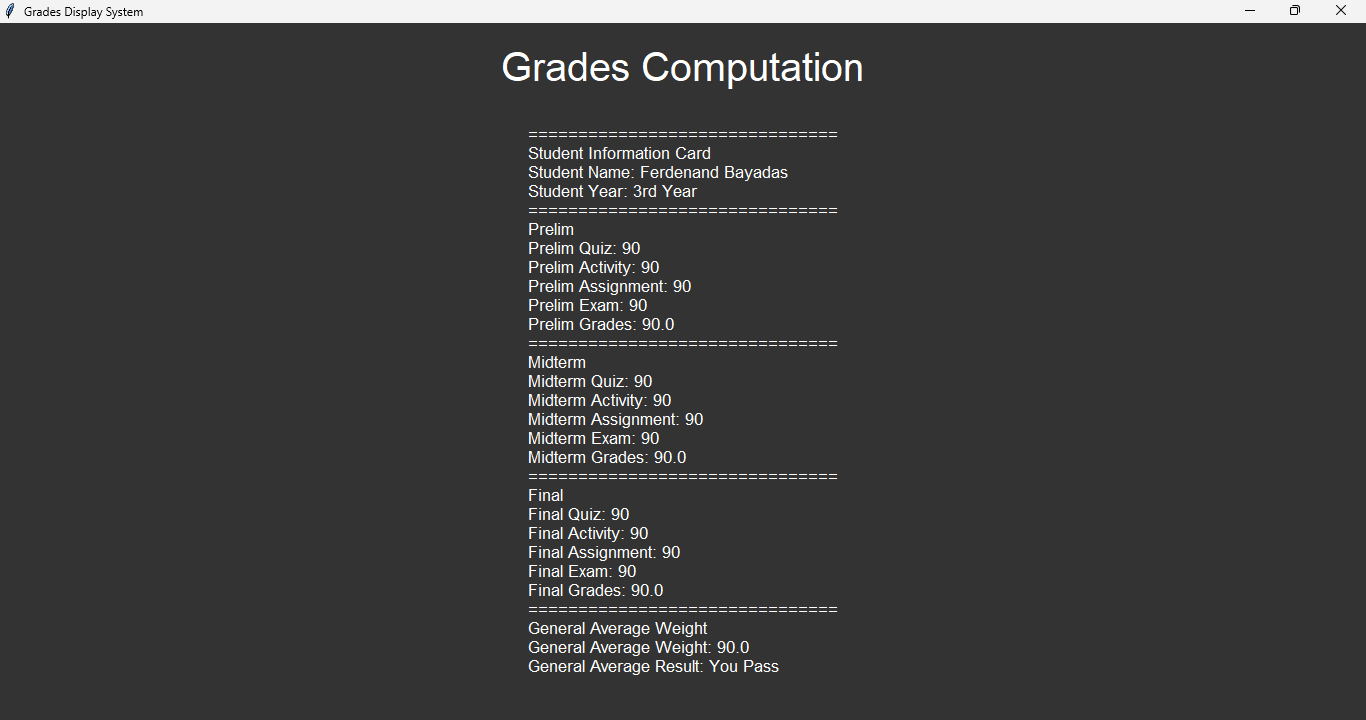 Grades Display System
Grades Computation
===============================
Student Information Card
Student Name: Ferdenand Bayadas
Student Year: 3rd Year
===============================
Prelim
Prelim Quiz: 90
Prelim Activity: 90
Prelim Assignment: 90
Prelim Exam: 90
Prelim Grades: 90.0
===============================
Midterm
Midterm Quiz: 90
Midterm Activity: 90
Midterm Assignment: 90
Midterm Exam: 90
Midterm Grades: 90.0
===============================
Final
Final Quiz: 90
Final Activity: 90
Final Assignment: 90
Final Exam: 90
Final Grades: 90.0
===============================
General Average Weight
General Average Weight: 90.0
General Average Result: You Pass